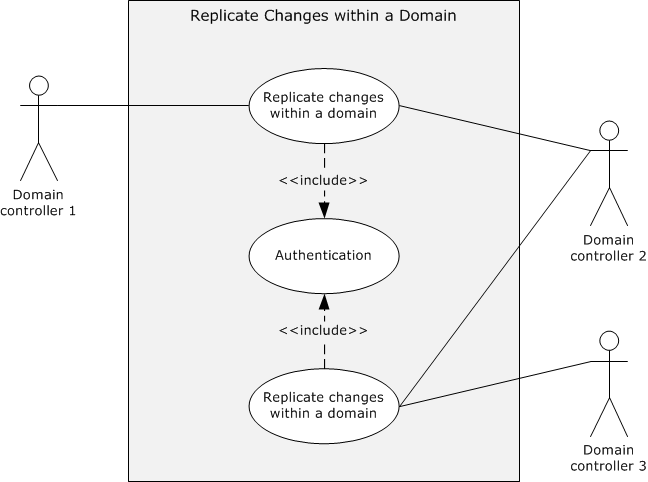 Replicate Changes within a Domain
Replicate changes
within a domain
<<include>>
Domain
controller 1
Domain
controller 2
Authentication
<<include>>
Replicate changes
within a domain
Domain
controller 3